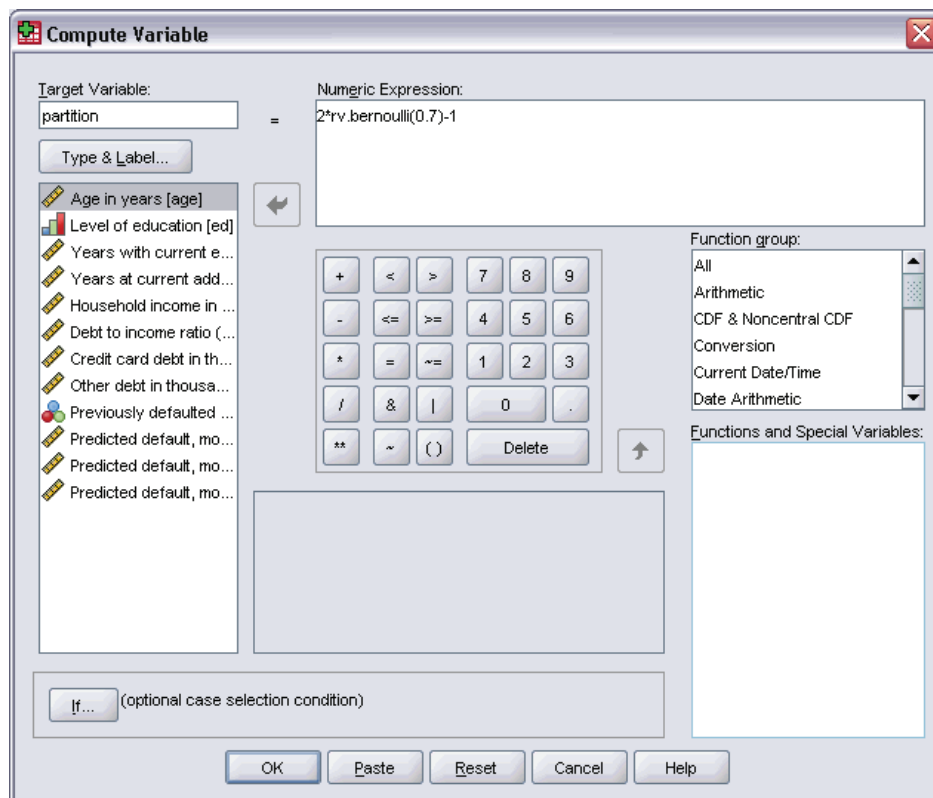 Compute Variable
Target Variable:
partition
=
Numeric Expression:
2*rv.bernoulli(0.7)-1
Type & Label...
Age in years [age]
Level of education [ed]
Years with current e...
Years at current add...
Household income in ...
Debt to income ratio (...
Credit card debt in th...
Other debt in thousa...
Previously defaulted ...
Predicted default, mo...
Predicted default, mo...
Predicted default, mo...
+ < > 7 8 9
- <= >= 4 5 6
* = ~= 1 2 3
/ & | 0 .
** ~ ( ) Delete
Function group:
All
Arithmetic
CDF & Noncentral CDF
Conversion
Current Date/Time
Date Arithmetic
Functions and Special Variables:
If... (optional case selection condition)
OK Paste Reset Cancel Help